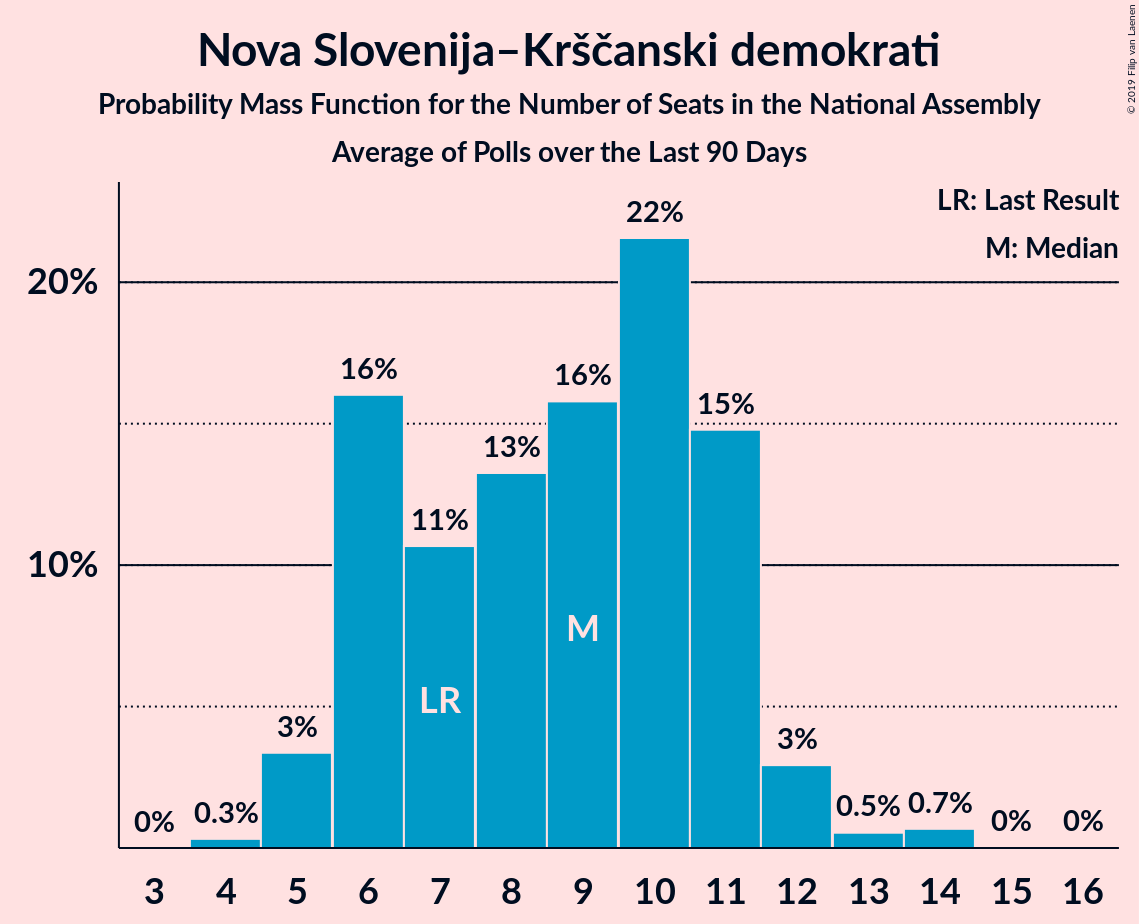 Nova Slovenija–Krščanski demokrati
Probability Mass Function for the Number of Seats in the National Assembly
Average of Polls over the Last 90 Days
© 2019 Filip van Laenen
LR: Last Result
M: Median
22%
20%
16%
16%
15%
13%
11%
10%
M
LR
3%
3%
0%
0.3%
0.5%
0.7%
0%
0%
3 4 5 6 7 8 9 10 11 12 13 14 15 16